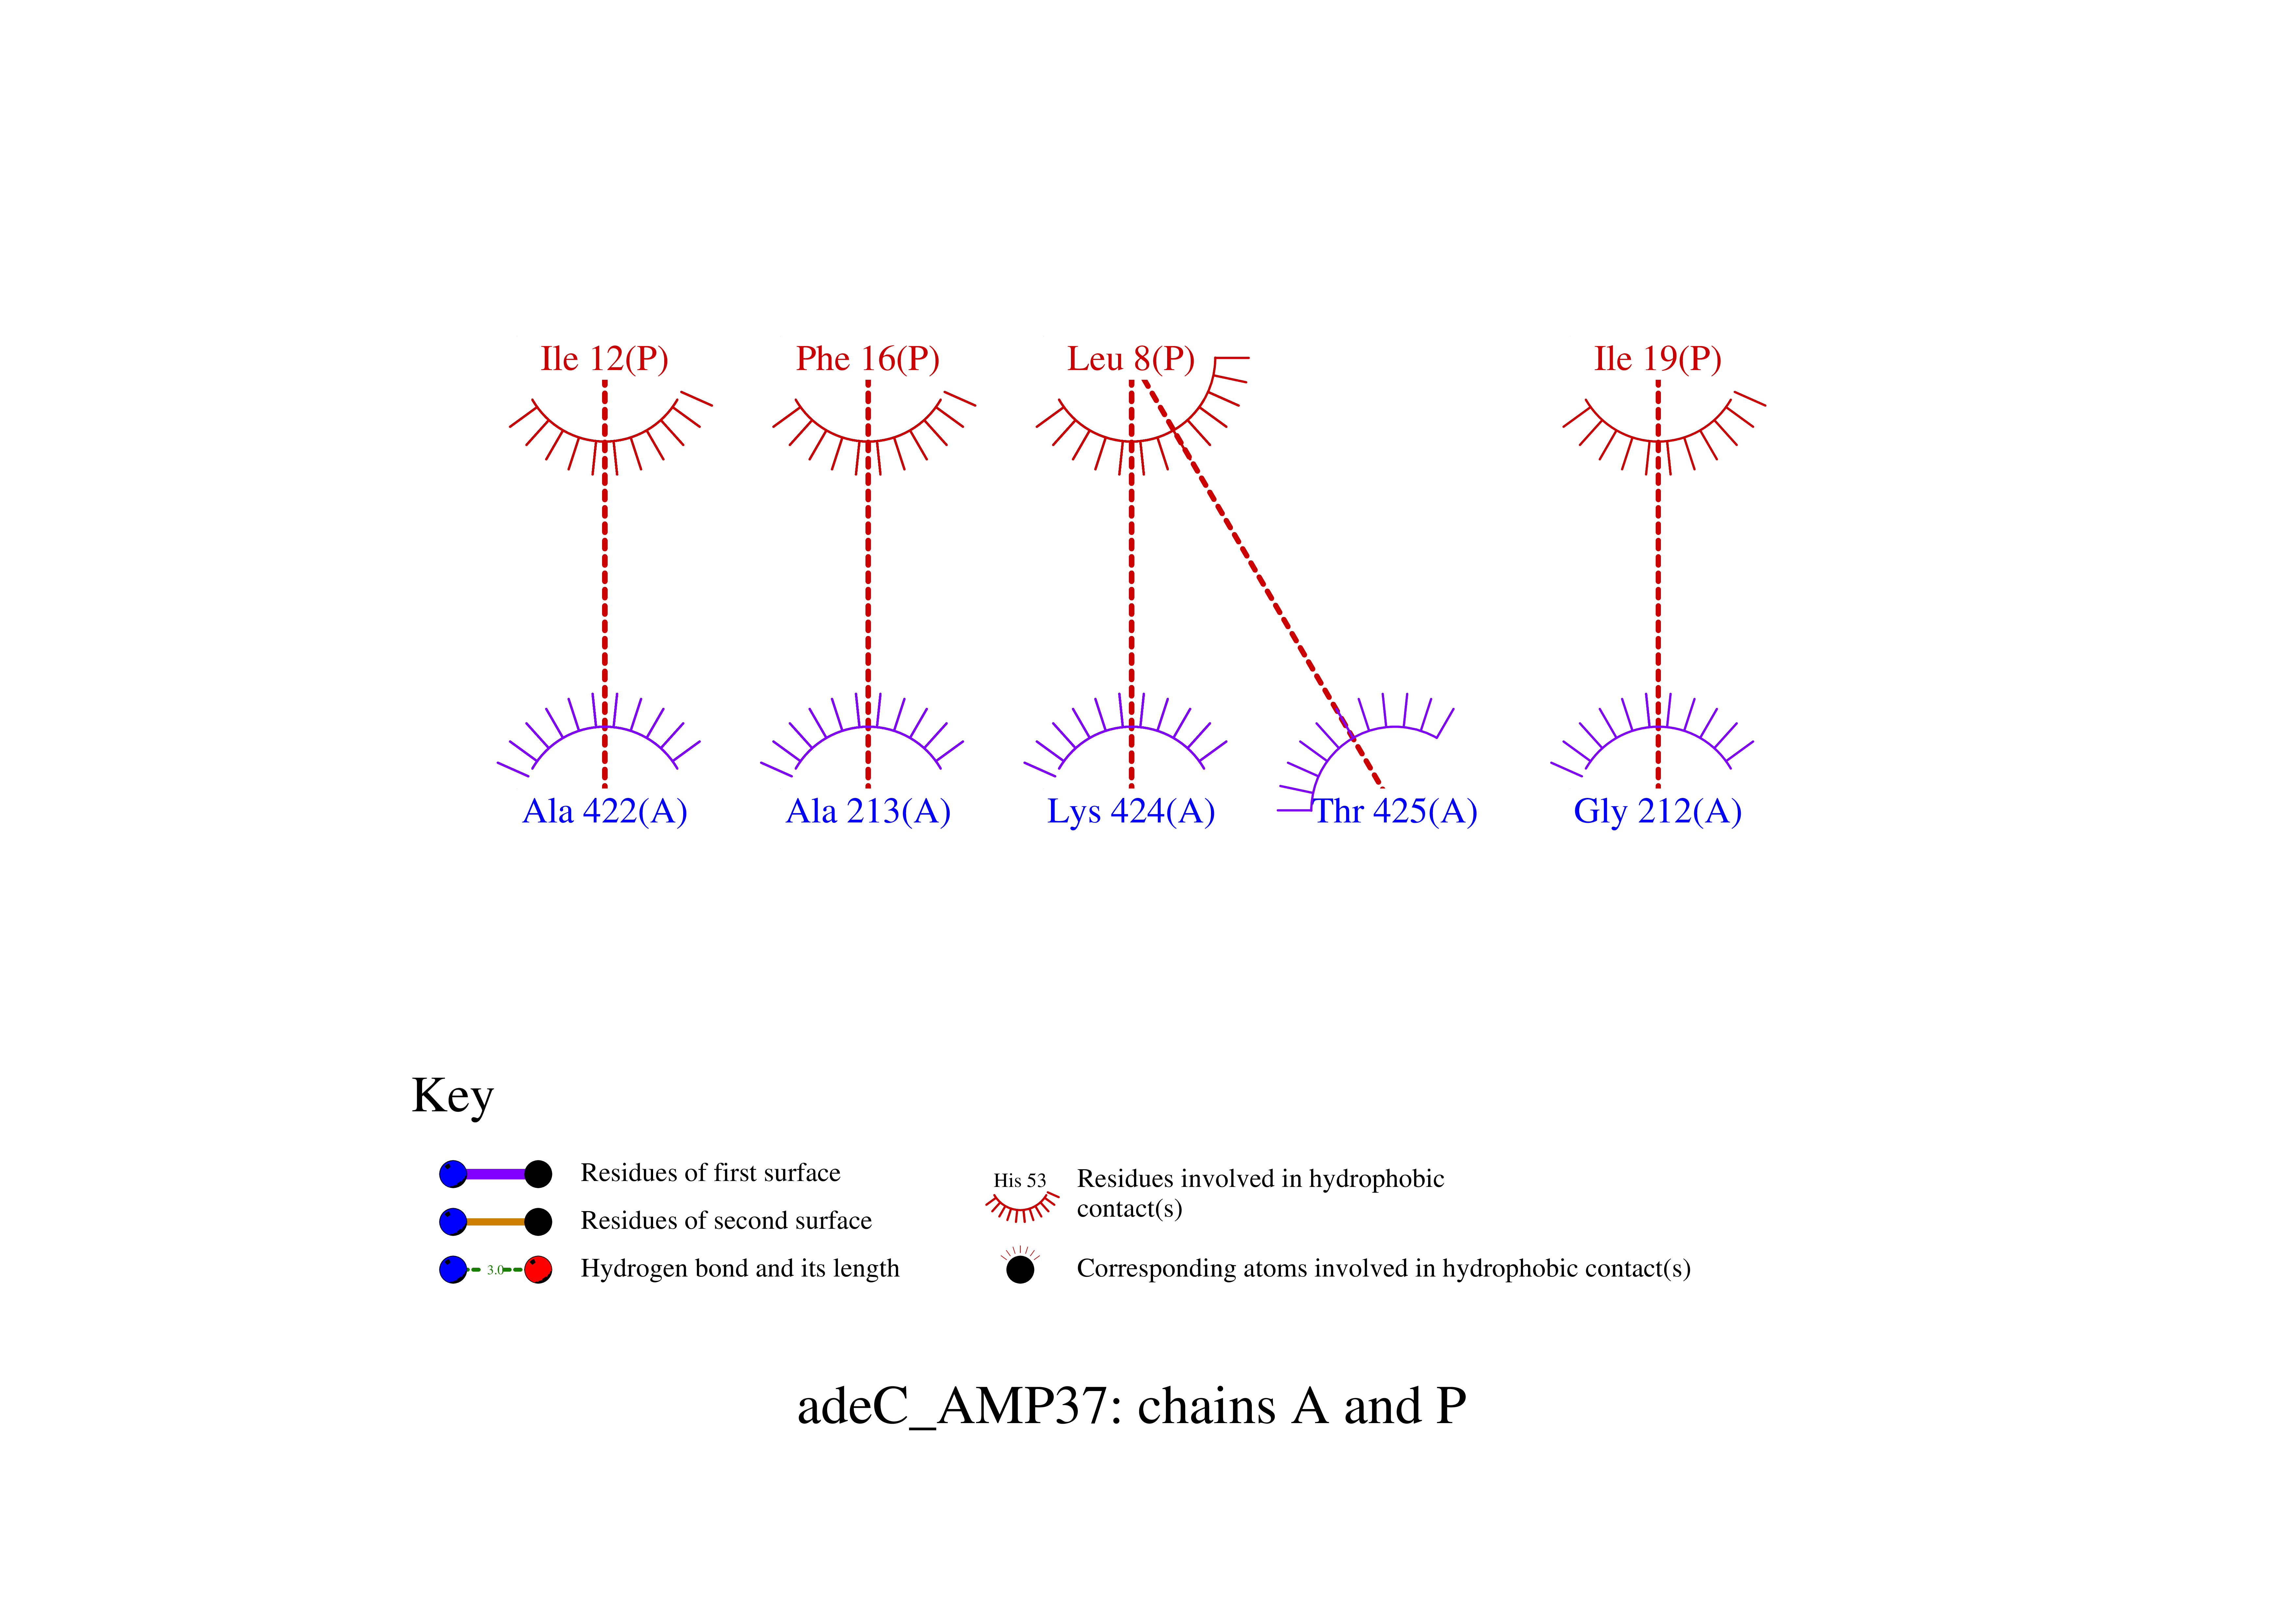 Ile 12(P) Phe 16(P) Leu 8(P) Ile 19(P)
Ala 422(A) Ala 213(A) Lys 424(A) Thr 425(A) Gly 212(A)
Key
Residues of first surface
Residues of second surface
3.0 Hydrogen bond and its length
His 53 Residues involved in hydrophobic
contact(s)
Corresponding atoms involved in hydrophobic contact(s)
adeC_AMP37: chains A and P